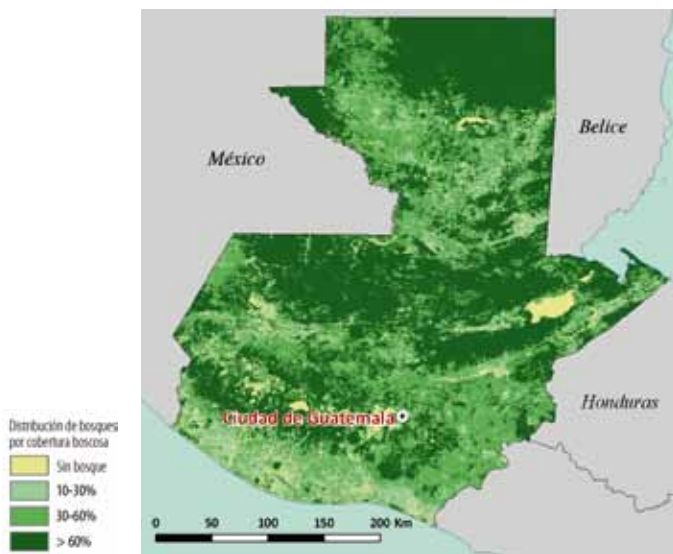 Belice
México
Honduras
Ciudad de Guatemala
Distribución de bosques
por cobertura boscosa
Sin bosque
10-30%
30-60%
> 60%
0 50 100 150 200 Km